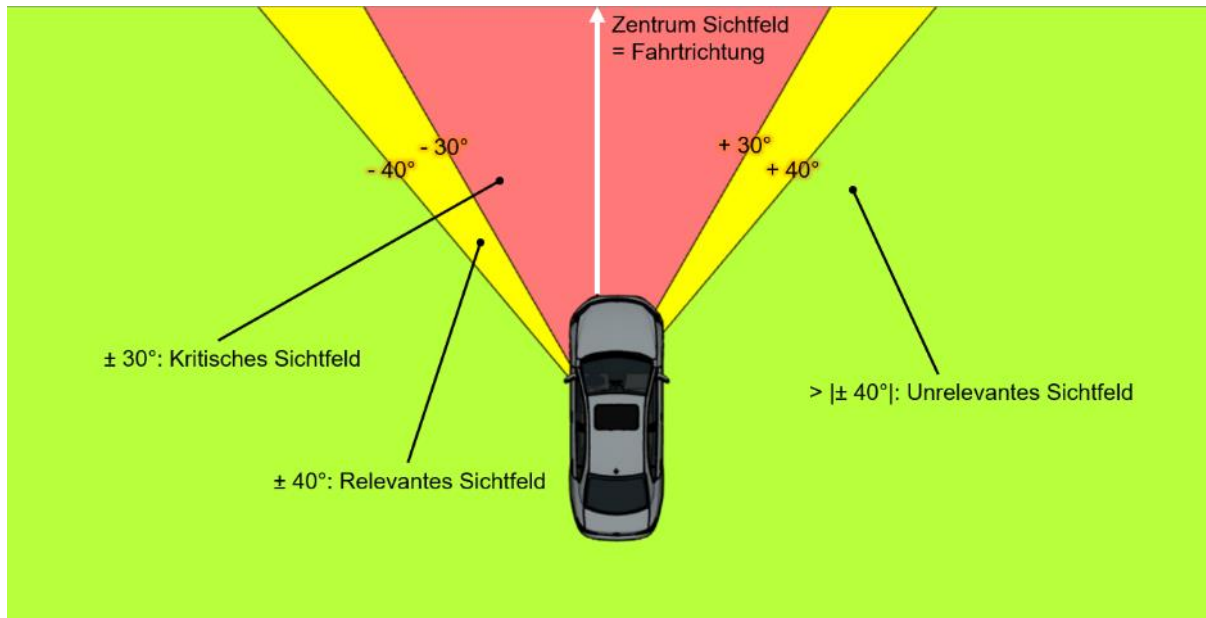 Zentrum Sichtfeld
= Fahrtrichtung
- 30°
- 40°
+ 30°
+ 40°
± 30°: Kritisches Sichtfeld
> |± 40°|: Unrelevantes Sichtfeld
± 40°: Relevantes Sichtfeld